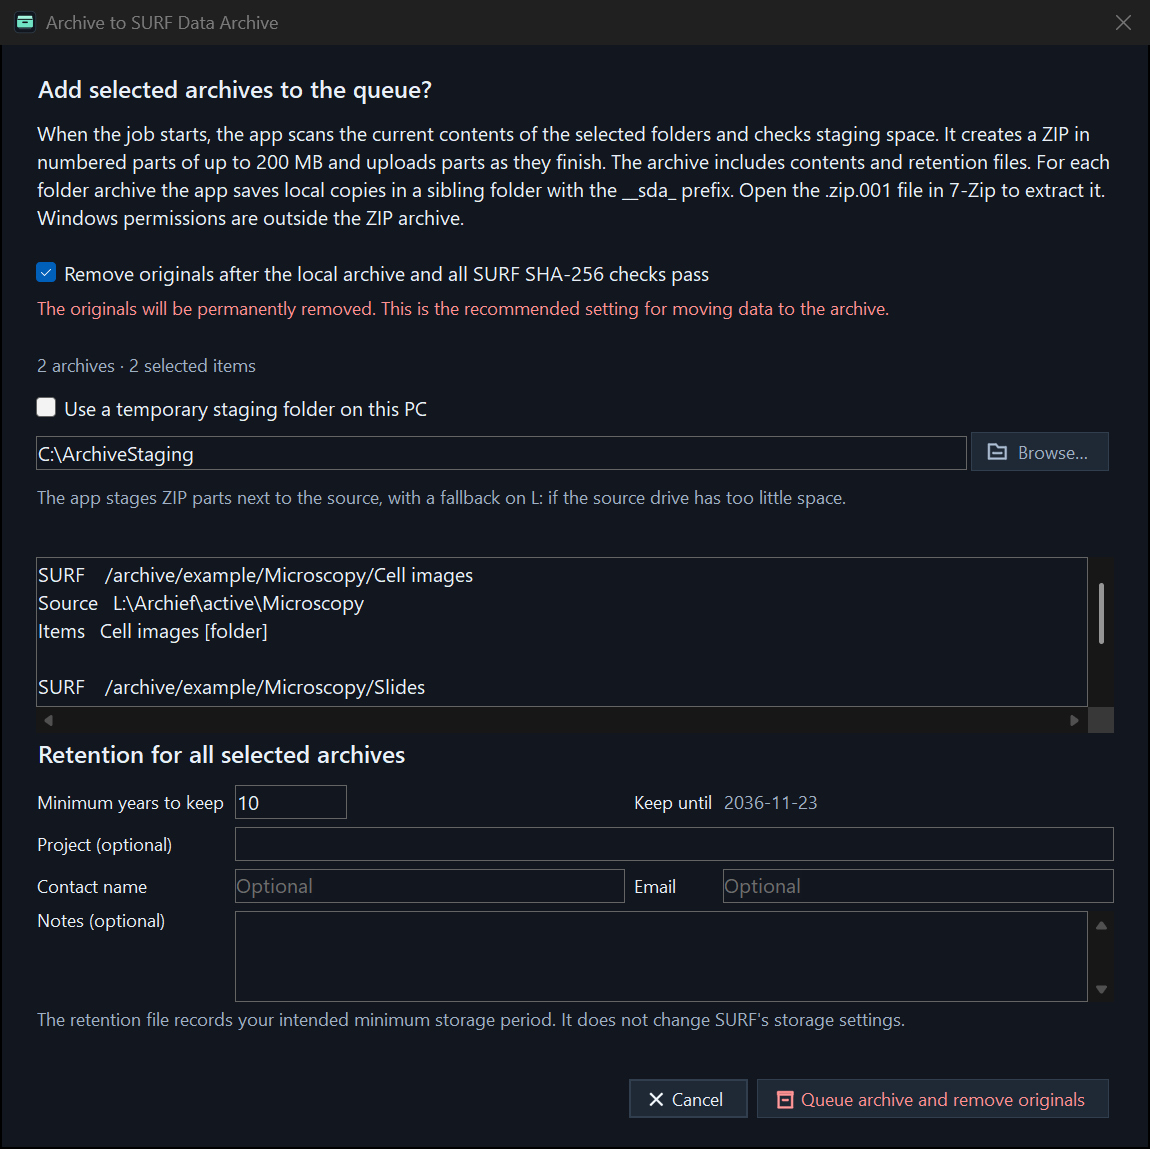 Archive to SURF Data Archive
Add selected archives to the queue?
When the job starts, the app scans the current contents of the selected folders and checks staging space. It creates a ZIP in
numbered parts of up to 200 MB and uploads parts as they finish. The archive includes contents and retention files. For each
folder archive the app saves local copies in a sibling folder with the __sda_ prefix. Open the .zip.001 file in 7-Zip to extract it.
Windows permissions are outside the ZIP archive.
Remove originals after the local archive and all SURF SHA-256 checks pass
The originals will be permanently removed. This is the recommended setting for moving data to the archive.
2 archives · 2 selected items
Use a temporary staging folder on this PC
C:\ArchiveStaging
Browse...
The app stages ZIP parts next to the source, with a fallback on L: if the source drive has too little space.
SURF /archive/example/Microscopy/Cell images
Source L:\Archief\active\Microscopy
Items Cell images [folder]
SURF /archive/example/Microscopy/Slides
Retention for all selected archives
Minimum years to keep 10 Keep until 2036-11-23
Project (optional)
Contact name Optional Email Optional
Notes (optional)
The retention file records your intended minimum storage period. It does not change SURF's storage settings.
Cancel Queue archive and remove originals